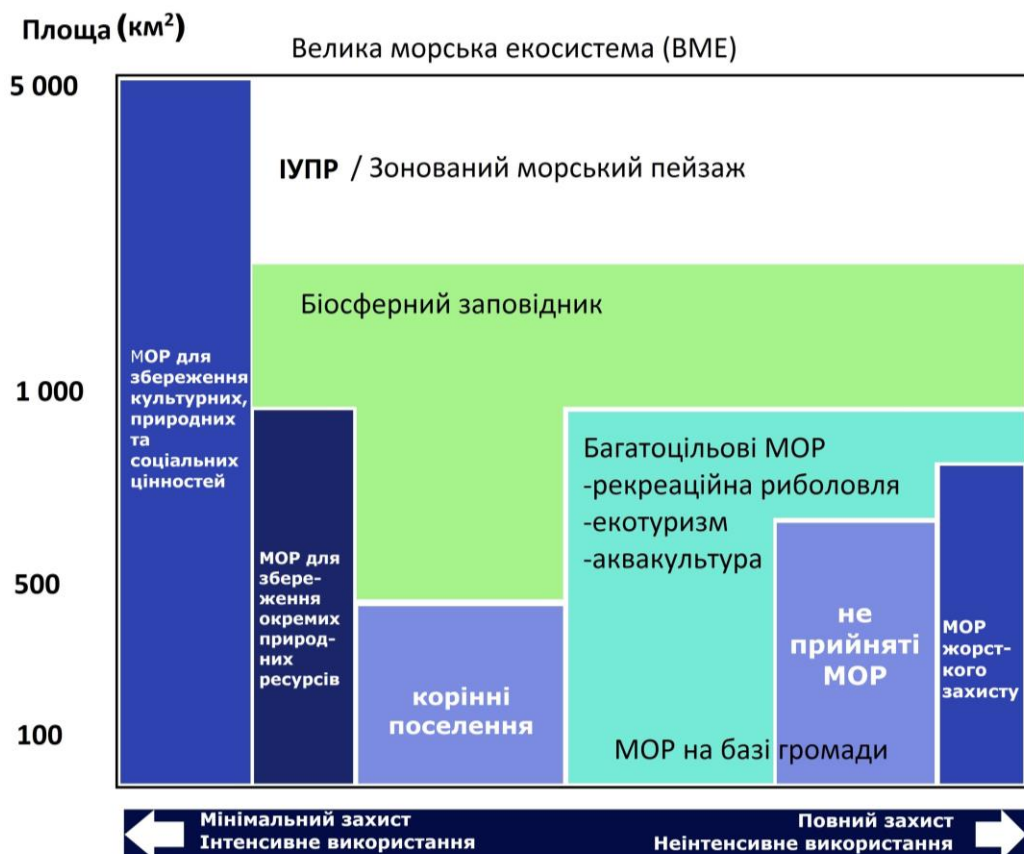 Площа (км²)
Велика морська екосистема (ВМЕ)
5 000
ІУПР / Зонований морський пейзаж
Біосферний заповідник
МОР для
збереження
культурних,
природних
та
соціальних
цінностей
1 000
Багатоцільові МОР
-рекреаційна риболовля
-екотуризм
-аквакультура
МОР для
збере-
ження
окремих
природ-
них
ресурсів
500
не
прийняті
МОР
МОР
жорст-
кого
захисту
корінні
поселення
100
МОР на базі громади
Мінімальний захист
Інтенсивне використання
Повний захист
Неінтенсивне використання